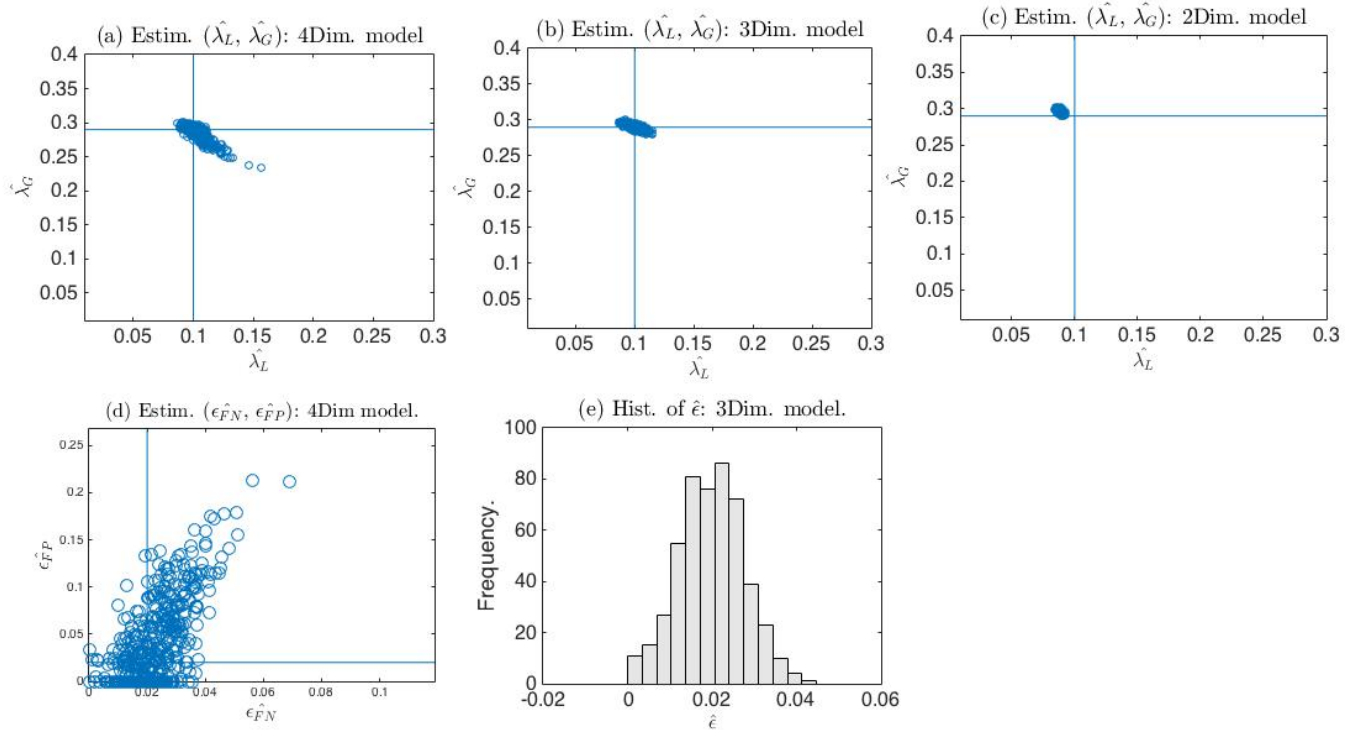 (a) Estim. (λ̂_L, λ̂_G): 4Dim. model
0.4
0.35
0.3
0.25
0.2
0.15
0.1
0.05
λ̂_G
0.05 0.1 0.15 0.2 0.25 0.3
λ̂_L
(b) Estim. (λ̂_L, λ̂_G): 3Dim. model
0.4
0.35
0.3
0.25
0.2
0.15
0.1
0.05
λ̂_G
0.05 0.1 0.15 0.2 0.25 0.3
λ̂_L
(c) Estim. (λ̂_L, λ̂_G): 2Dim model
0.4
0.35
0.3
0.25
0.2
0.15
0.1
0.05
λ̂_G
0.05 0.1 0.15 0.2 0.25 0.3
λ̂_L
(d) Estim. (ϵ̂_FN, ϵ̂_FP): 4Dim model.
0.25
0.2
0.15
0.1
0.05
0
ϵ̂_FP
0 0.02 0.04 0.06 0.08 0.1
ϵ̂_FN
(e) Hist. of ϵ̂: 3Dim. model.
100
80
60
40
20
0
Frequency.
-0.02 0 0.02 0.04 0.06
ϵ̂